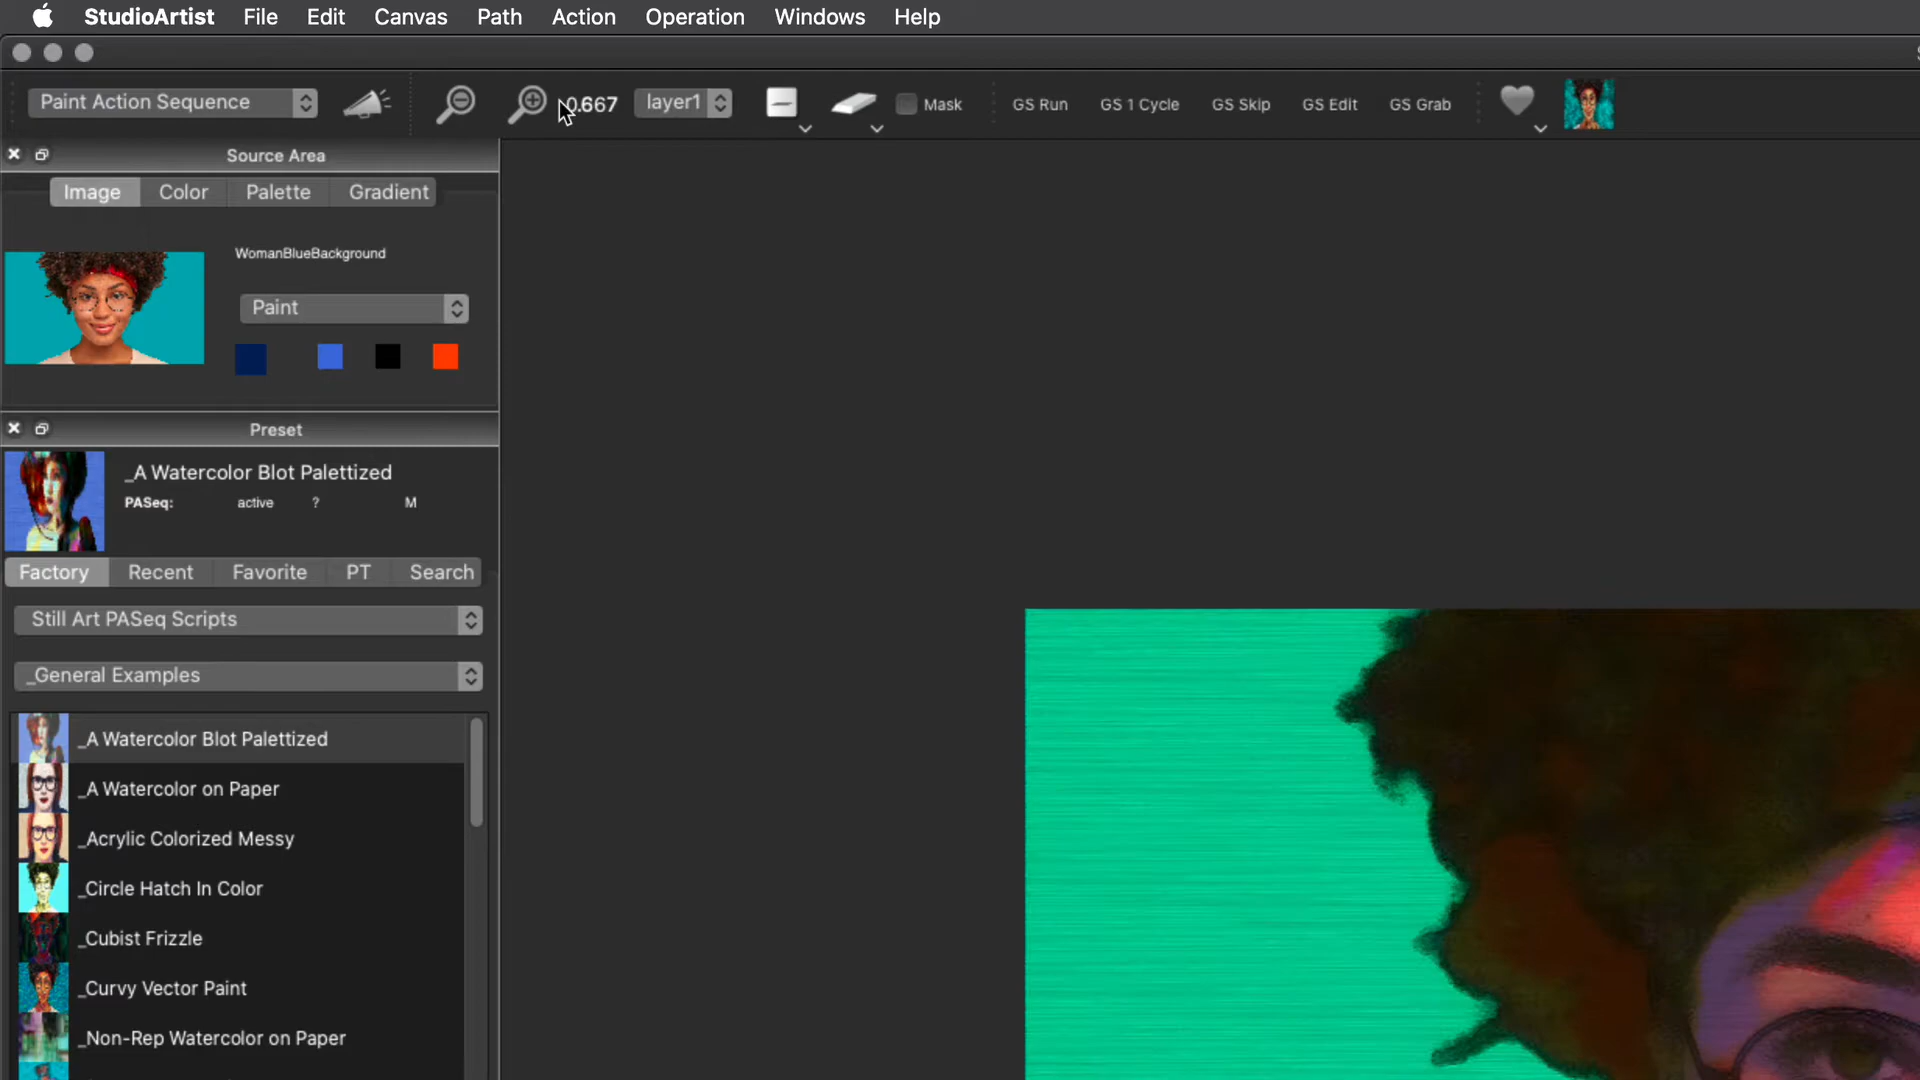 StudioArtist File Edit Canvas Path Action Operation Windows Help
Paint Action Sequence 0.667 layer1 Mask GS Run GS 1 Cycle GS Skip GS Edit GS Grab
Source Area
Image Color Palette Gradient
WomanBlueBackground
Paint
Preset
_A Watercolor Blot Palettized
PASeq: active ? M
Factory Recent Favorite PT Search
Still Art PASeq Scripts
_General Examples
_A Watercolor Blot Palettized
_A Watercolor on Paper
_Acrylic Colorized Messy
_Circle Hatch In Color
_Cubist Frizzle
_Curvy Vector Paint
_Non-Rep Watercolor on Paper